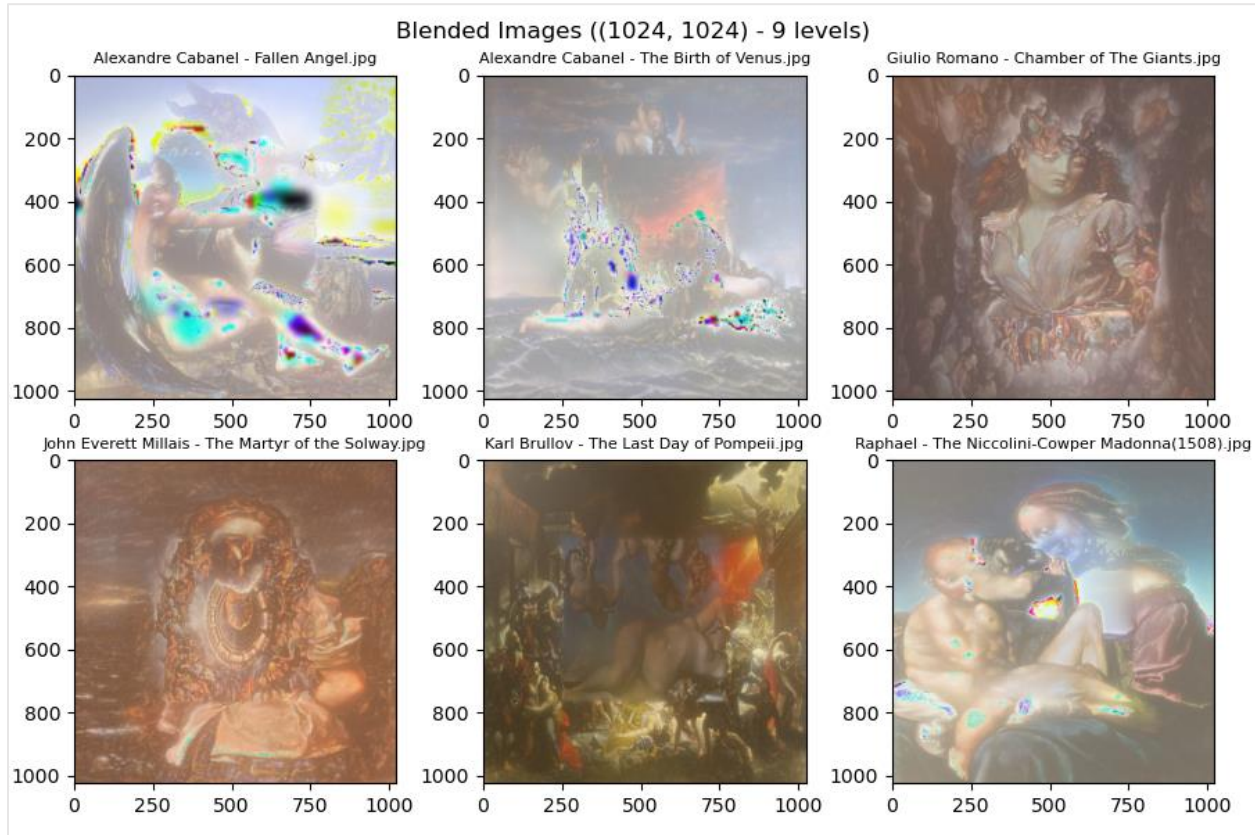 Blended Images ((1024, 1024) - 9 levels)
Alexandre Cabanel - Fallen Angel.jpg
Alexandre Cabanel - The Birth of Venus.jpg
Giulio Romano - Chamber of The Giants.jpg
0
200
400
600
800
1000
0 250 500 750 1000
0
200
400
600
800
1000
0 250 500 750 1000
0
200
400
600
800
1000
0 250 500 750 1000
John Everett Millais - The Martyr of the Solway.jpg
Karl Brullov - The Last Day of Pompeii.jpg
Raphael - The Niccolini-Cowper Madonna(1508).jpg
0
200
400
600
800
1000
0 250 500 750 1000
0
200
400
600
800
1000
0 250 500 750 1000
0
200
400
600
800
1000
0 250 500 750 1000